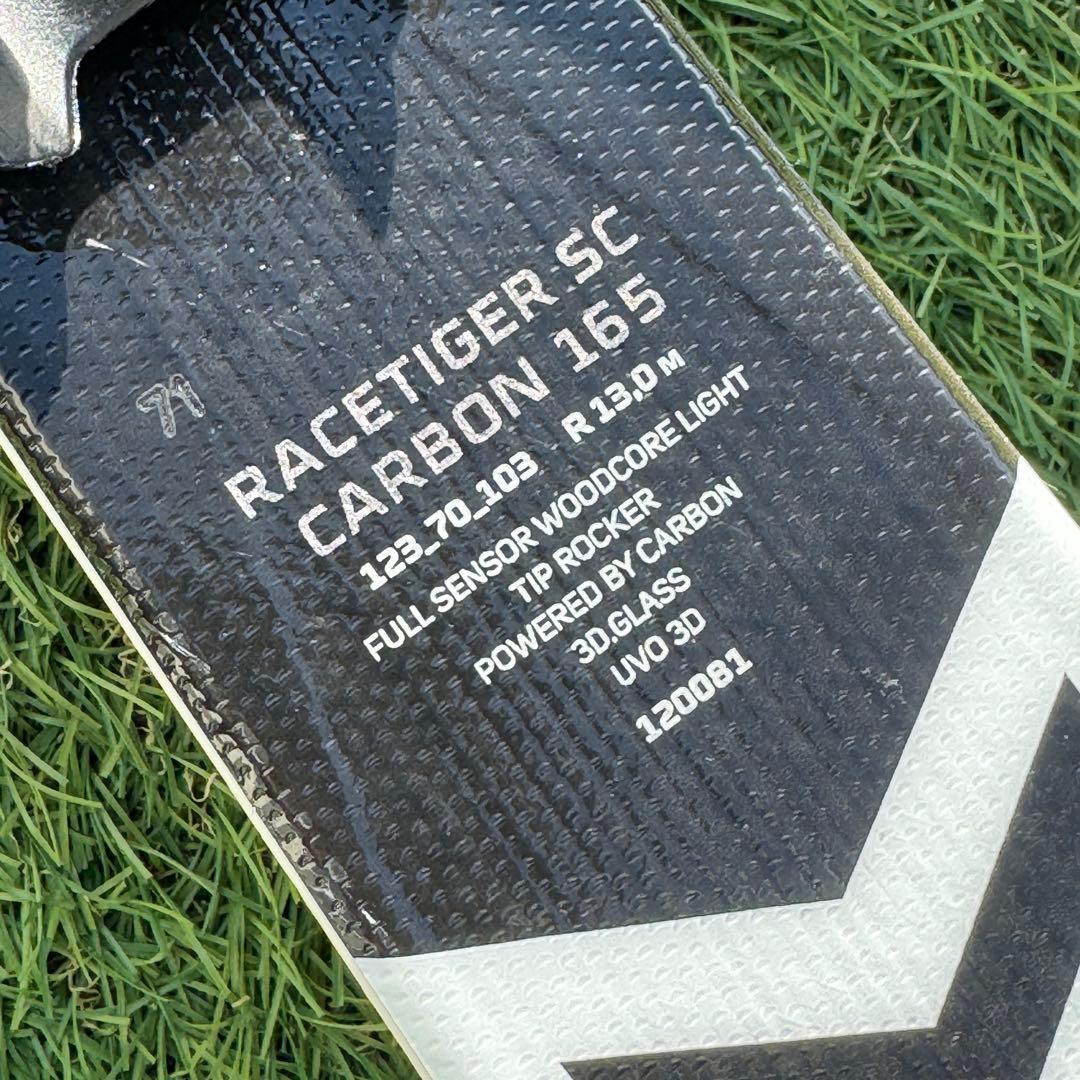 RACETIGER SC
CARBON 165
123_70_103 R 13,0 M
FULL SENSOR WOODCORE LIGHT
TIP ROCKER
POWERED BY CARBON
3D.GLASS
UVO 3D
120081